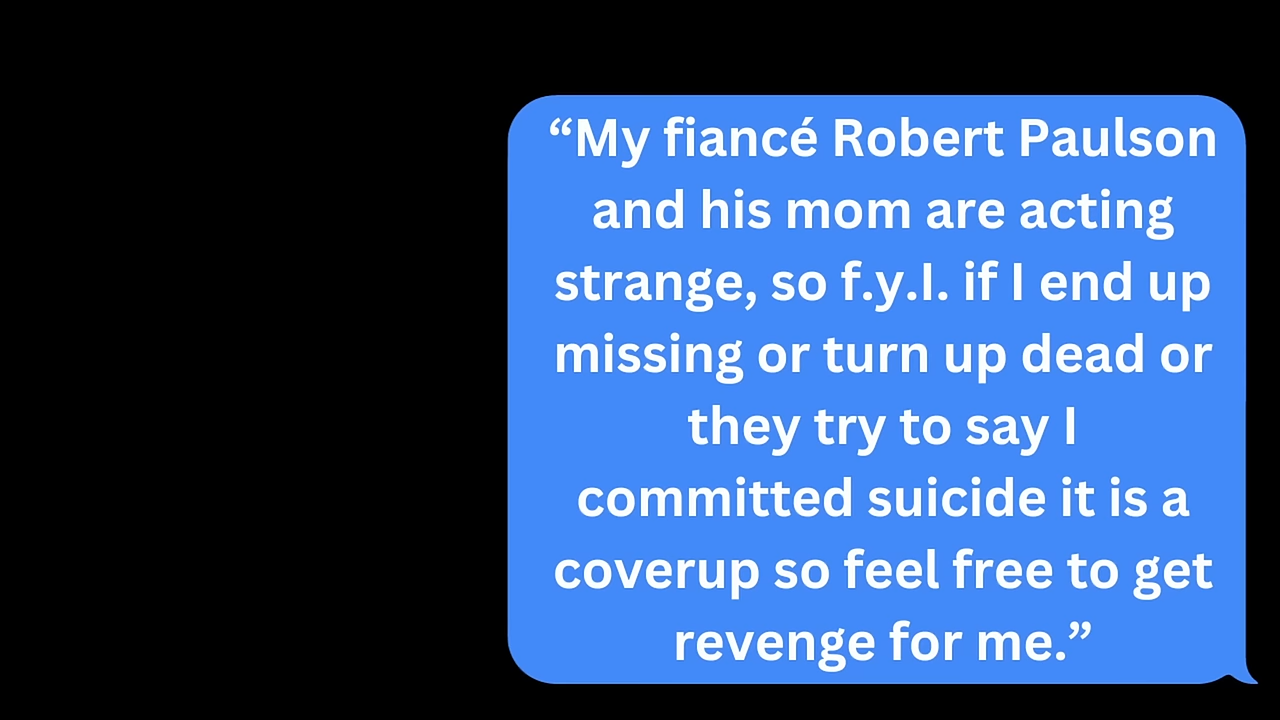 “My fiancé Robert Paulson
and his mom are acting
strange, so f.y.I. if I end up
missing or turn up dead or
they try to say I
committed suicide it is a
coverup so feel free to get
revenge for me.”